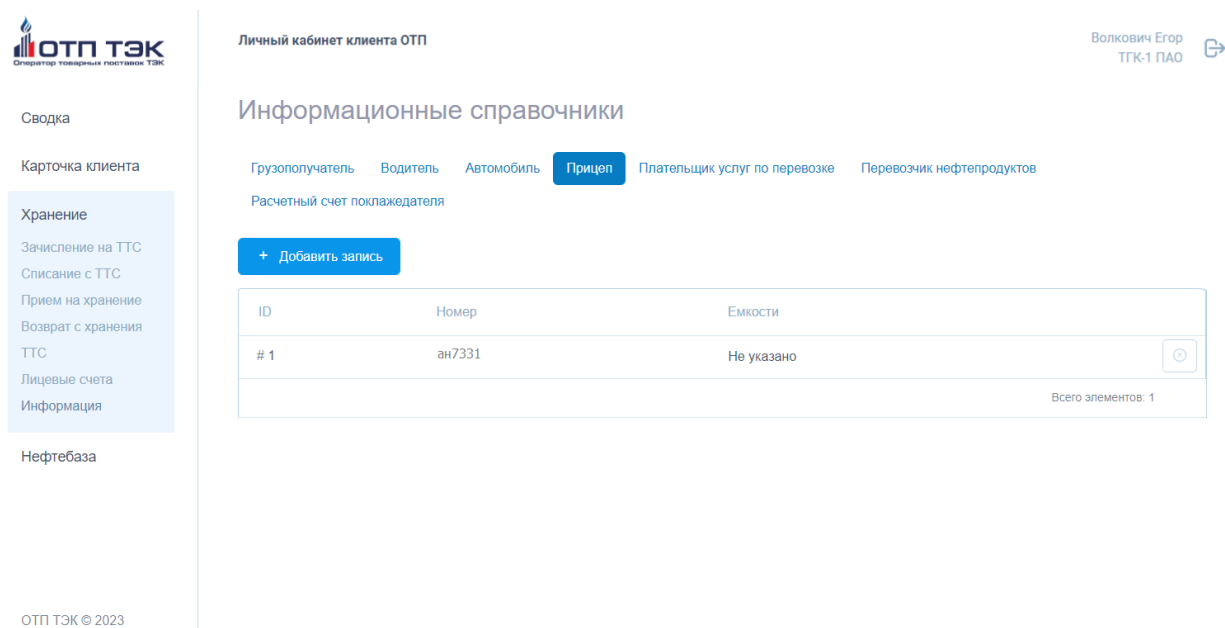 ОТП ТЭК
Оператор товарных поставок ТЭК
Личный кабинет клиента ОТП
Волкович Егор
ТГК-1 ПАО
Сводка
Карточка клиента
Хранение
Зачисление на ТТС
Списание с ТТС
Прием на хранение
Возврат с хранения
ТТС
Лицевые счета
Информация
Нефтебаза
ОТП ТЭК © 2023
Информационные справочники
Грузополучатель Водитель Автомобиль Прицеп Плательщик услуг по перевозке Перевозчик нефтепродуктов
Расчетный счет поклажедателя
+ Добавить запись
ID Номер Емкости
# 1 ан7331 Не указано
Всего элементов: 1